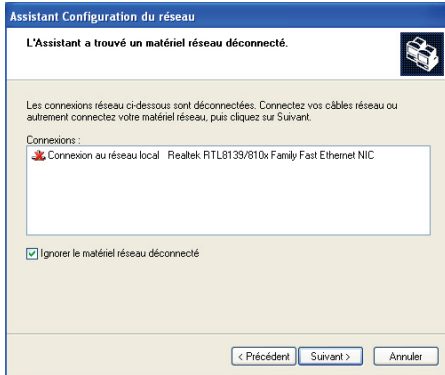 Assistant Configuration du réseau
L'Assistant a trouvé un matériel réseau déconnecté.
Les connexions réseau ci-dessous sont déconnectées. Connectez vos câbles réseau ou
autrement connectez votre matériel réseau, puis cliquez sur Suivant.
Connexions :
Connexion au réseau local Realtek RTL8139/810x Family Fast Ethernet NIC
Ignorer le matériel réseau déconnecté
< Précédent Suivant > Annuler